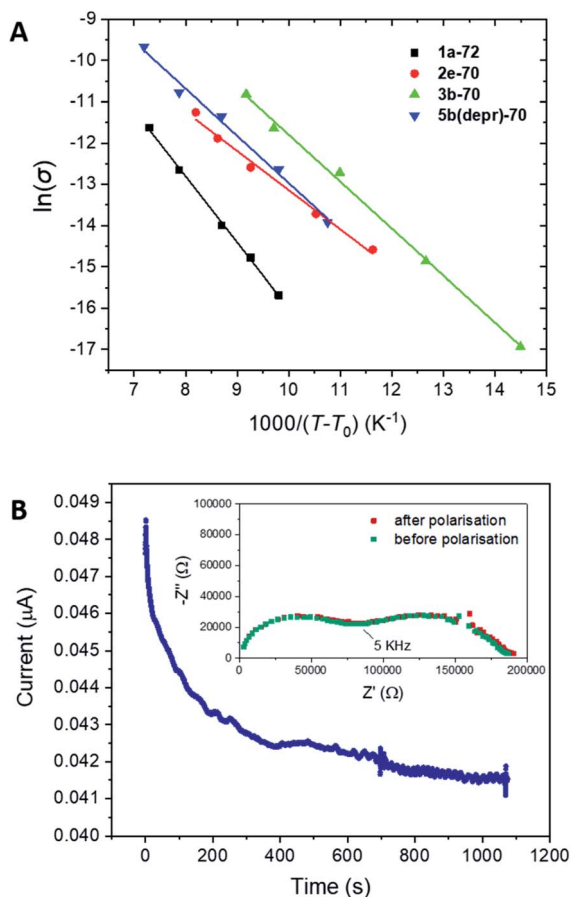 A
1a-72
2e-70
3b-70
5b(depr)-70
ln(σ)
-9
-10
-11
-12
-13
-14
-15
-16
-17
7 8 9 10 11 12 13 14 15
1000/(T-T₀) (K⁻¹)
B
Current (μA)
0.049
0.048
0.047
0.046
0.045
0.044
0.043
0.042
0.041
0.040
0 200 400 600 800 1000 1200
Time (s)
-Z'' (Ω)
100000
80000
60000
40000
20000
0
after polarisation
before polarisation
5 KHz
0 50000 100000 150000 200000
Z' (Ω)